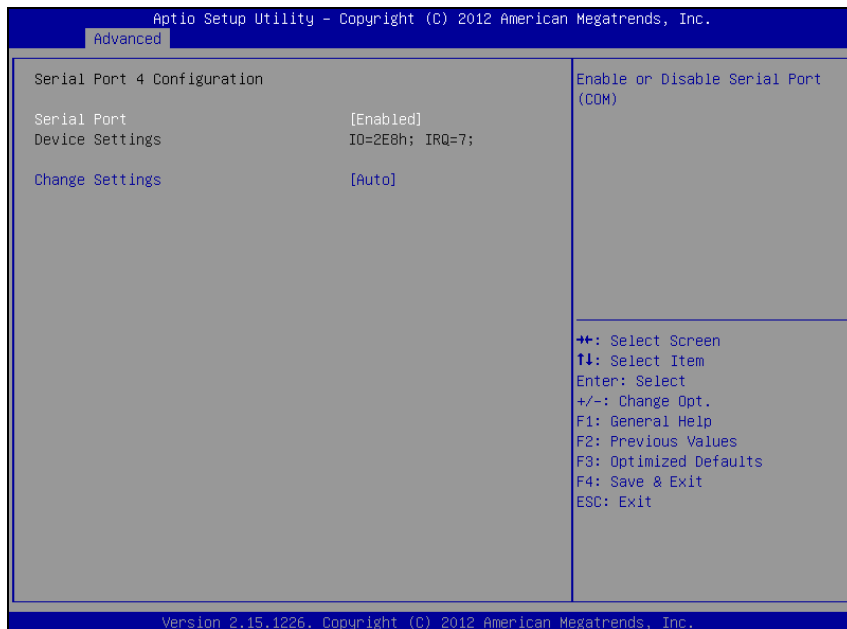 Aptio Setup Utility – Copyright (C) 2012 American Megatrends, Inc.
Advanced
Serial Port 4 Configuration
Serial Port [Enabled]
Device Settings IO=2E8h; IRQ=7;
Change Settings [Auto]
Enable or Disable Serial Port
(COM)
→←: Select Screen
↑↓: Select Item
Enter: Select
+/-: Change Opt.
F1: General Help
F2: Previous Values
F3: Optimized Defaults
F4: Save & Exit
ESC: Exit
Version 2.15.1226. Copyright (C) 2012 American Megatrends, Inc.